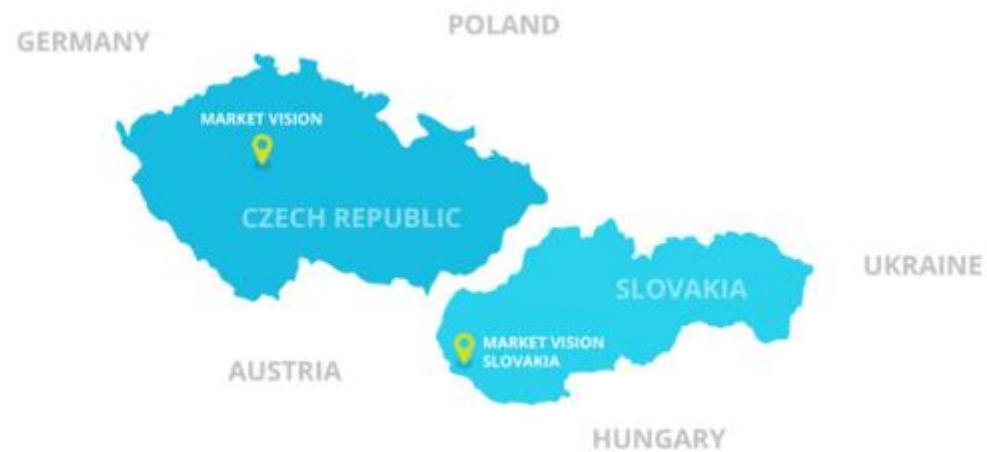 POLAND
GERMANY
MARKET VISION
CZECH REPUBLIC
UKRAINE
SLOVAKIA
MARKET VISION
SLOVAKIA
AUSTRIA
HUNGARY